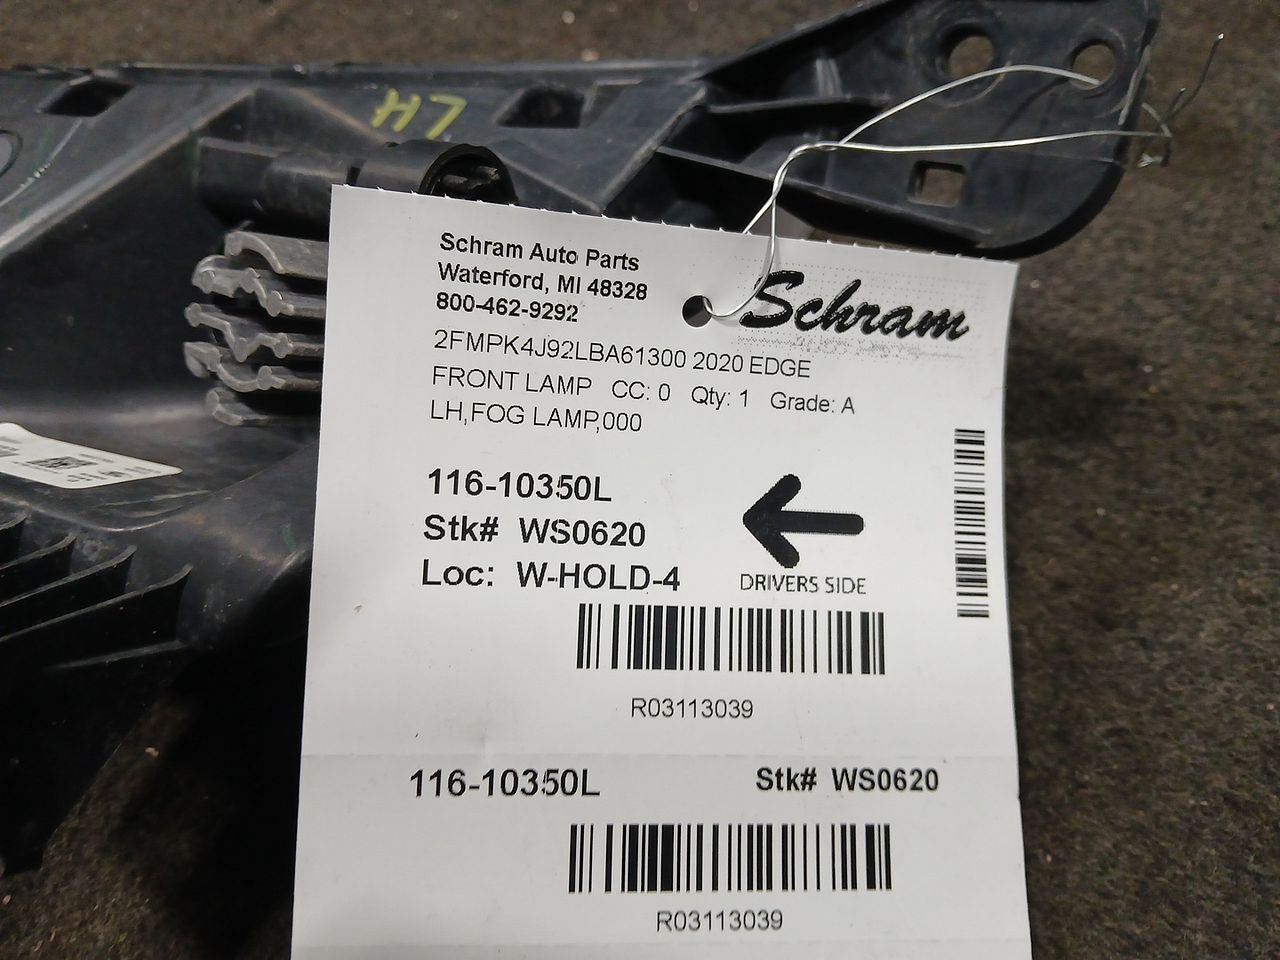 LH
Schram Auto Parts
Waterford, MI 48328
800-462-9292
Schram
2FMPK4J92LBA61300 2020 EDGE
FRONT LAMP CC: 0 Qty: 1 Grade: A
LH,FOG LAMP,000
116-10350L
Stk# WS0620
Loc: W-HOLD-4
DRIVERS SIDE
R03113039
116-10350L Stk# WS0620
R03113039